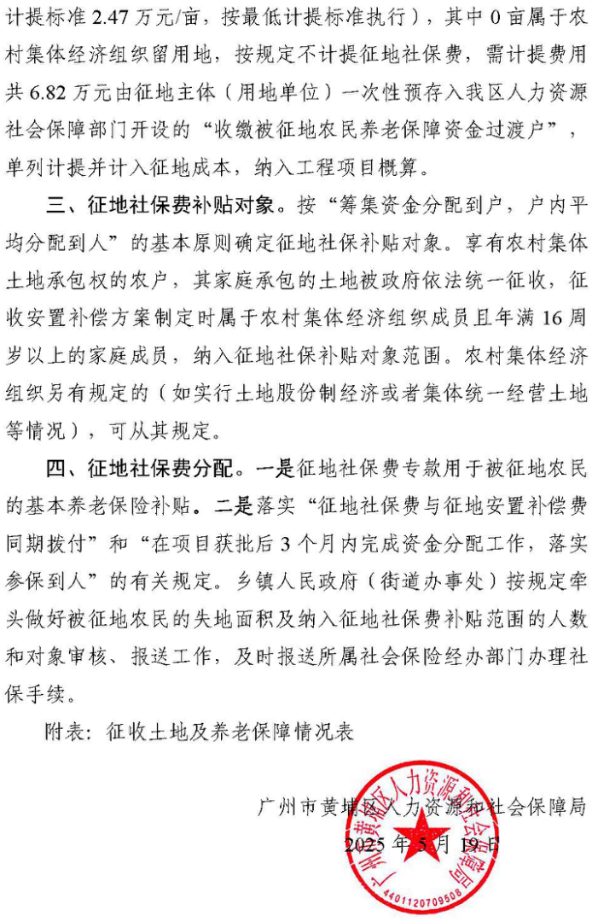 计提标准 2.47 万元/亩，按最低计提标准执行），其中 0 亩属于农
村集体经济组织留用地，按规定不计提征地社保费，需计提费用
共 6.82 万元由征地主体（用地单位）一次性预存入我区人力资源
社会保障部门开设的“收缴被征地农民养老保障资金过渡户”，
单列计提并计入征地成本，纳入工程项目概算。
三、征地社保费补贴对象。按“筹集资金分配到户，户内平
均分配到人”的基本原则确定征地社保补贴对象。享有农村集体
土地承包权的农户，其家庭承包的土地被政府依法统一征收，征
收安置补偿方案制定时属于农村集体经济组织成员且年满 16 周
岁以上的家庭成员，纳入征地社保补贴对象范围。农村集体经济
组织另有规定的（如实行土地股份制经济或者集体统一经营土地
等情况），可从其规定。
四、征地社保费分配。一是征地社保费专款用于被征地农民
的基本养老保险补贴。二是落实“征地社保费与征地安置补偿费
同期拨付”和“在项目获批后 3 个月内完成资金分配工作，落实
参保到人”的有关规定。乡镇人民政府（街道办事处）按规定牵
头做好被征地农民的失地面积及纳入征地社保费补贴范围的人数
和对象审核、报送工作，及时报送所属社会保险经办部门办理社
保手续。
附表：征收土地及养老保障情况表
广州市黄埔区人力资源和社会保障局
2025 年 5 月 19 日
广州市黄埔区人力资源和社会保障局
4401120709508